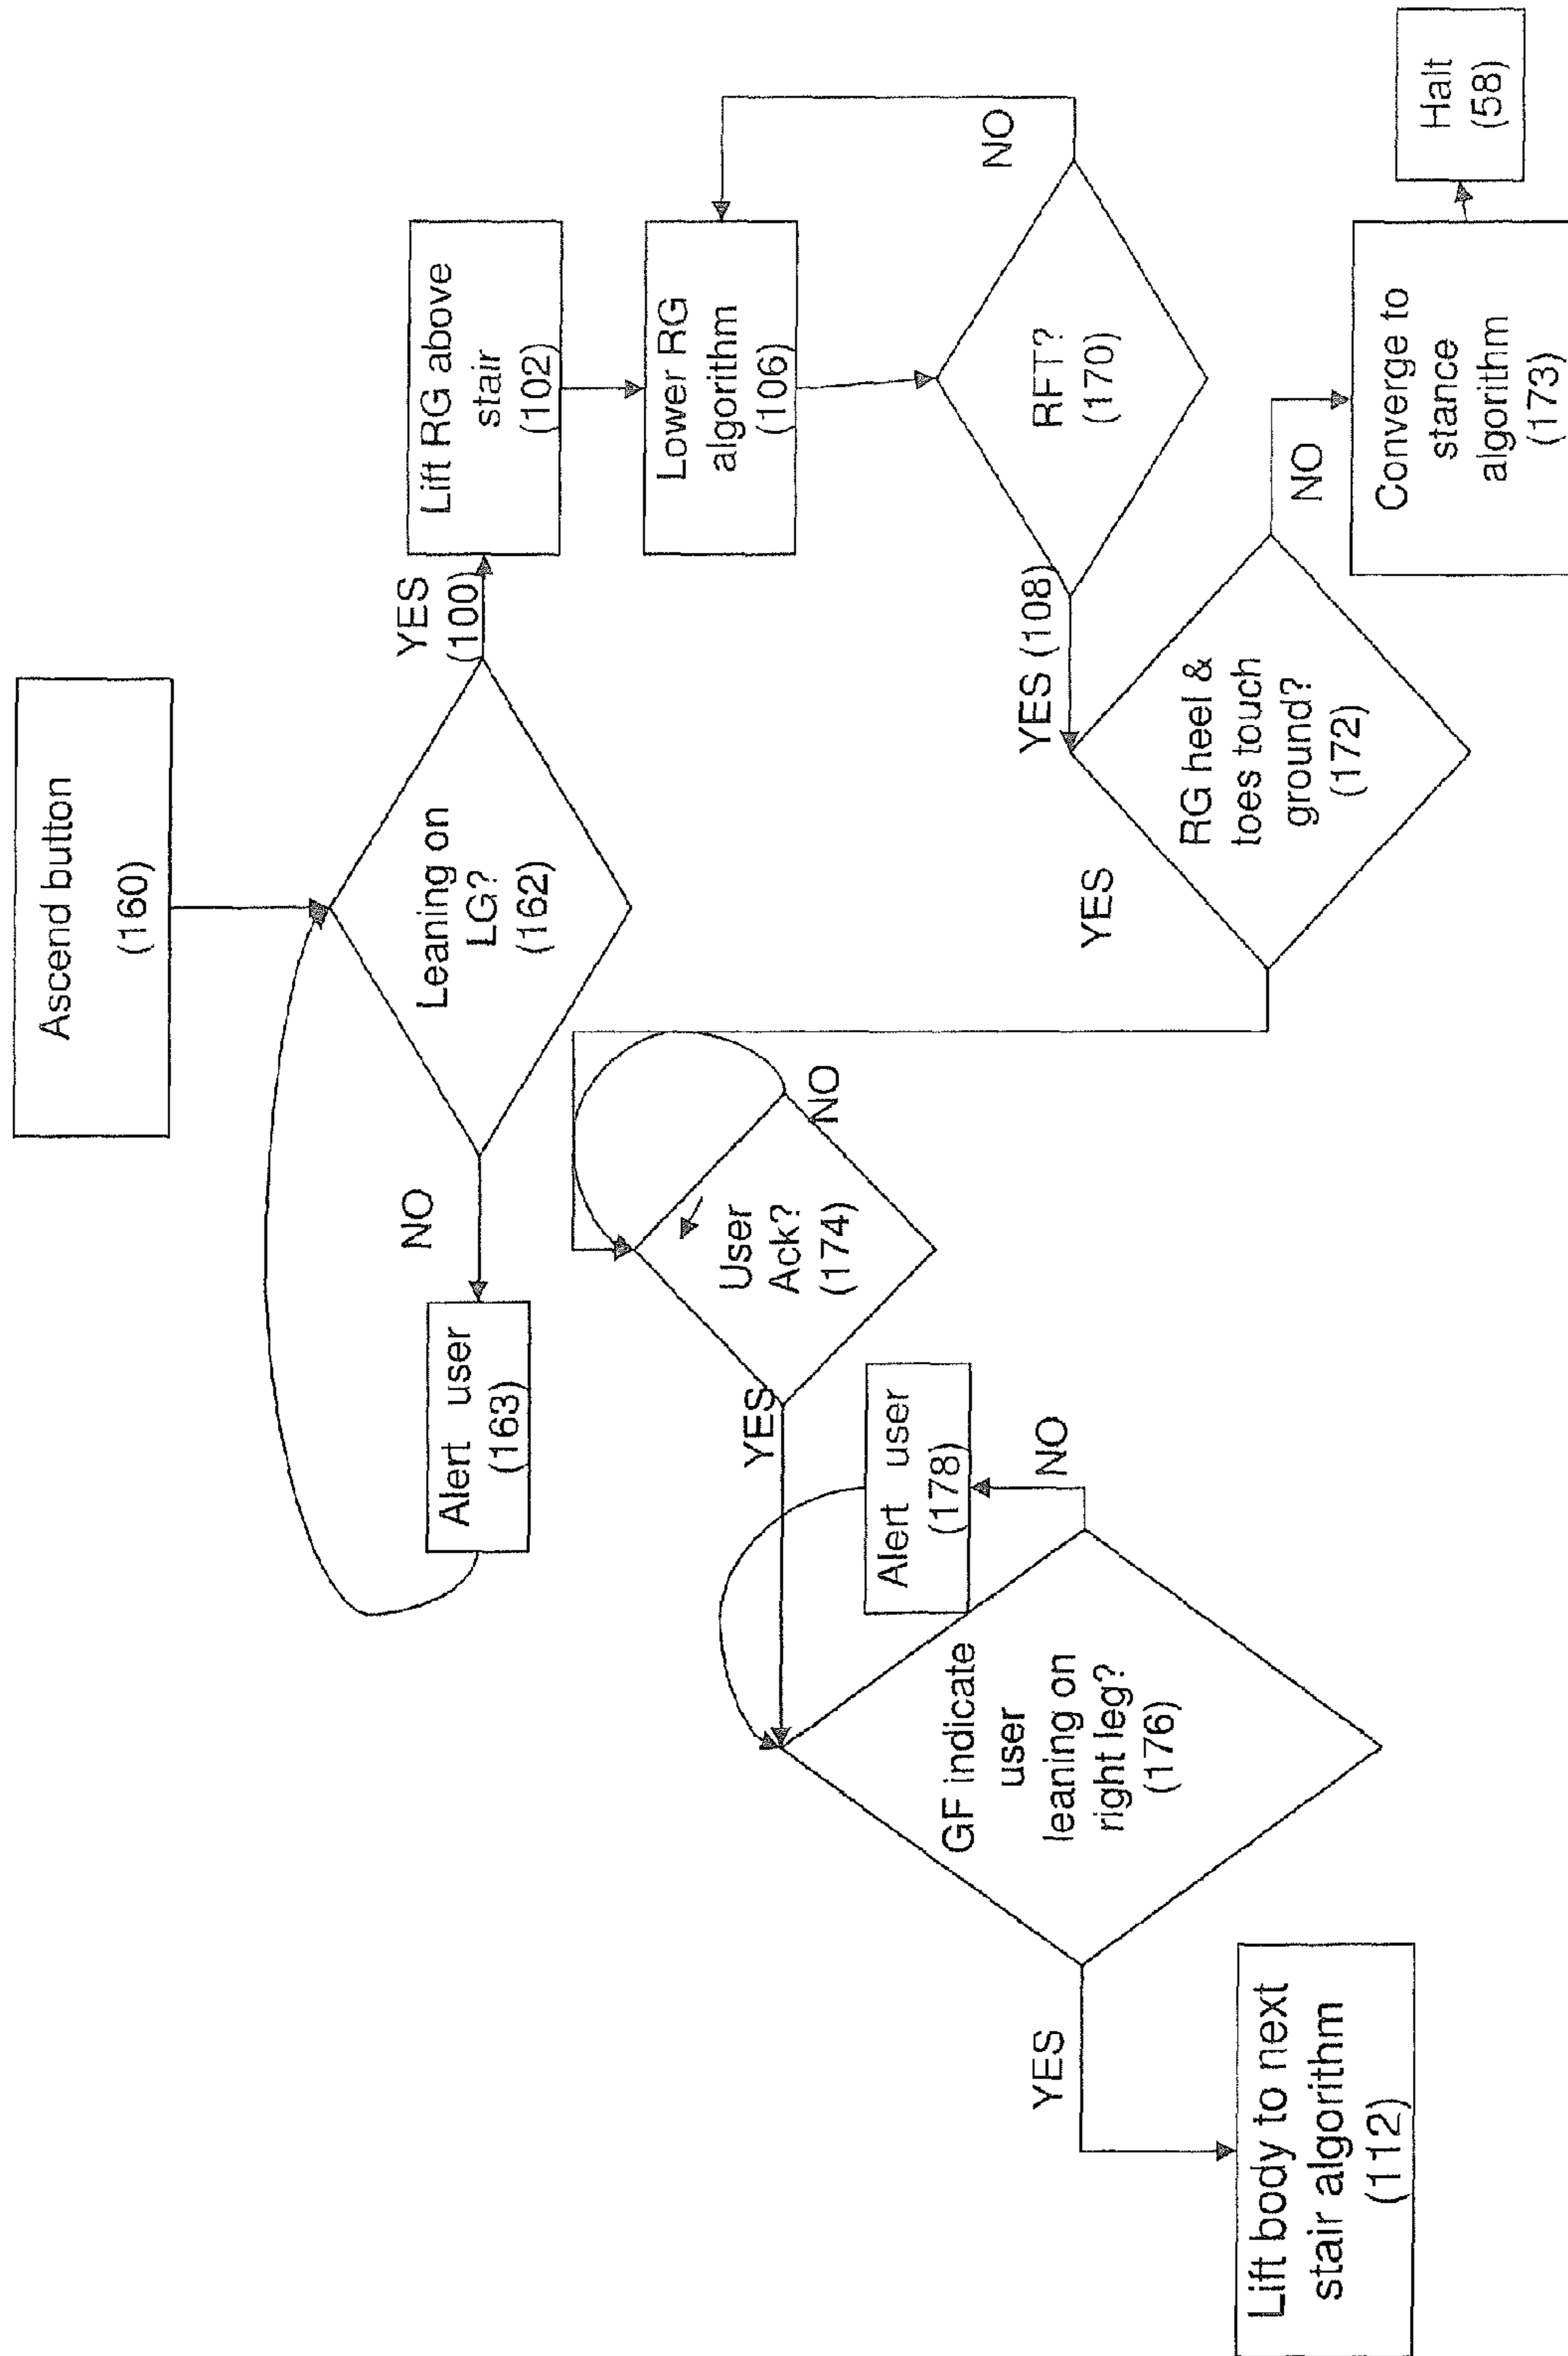 Ascend button
(160)
Leaning on
LG?
(162)
NO
Alert user
(163)
YES
(100)
Lift RG above
stair
(102)
Lower RG
algorithm
(106)
RFT?
(170)
NO
YES (108)
RG heel &
toes touch
ground?
(172)
NO
Converge to
stance
algorithm
(173)
Halt
(58)
YES
User
Ack?
(174)
NO
YES
GF indicate
user
leaning on
right leg?
(176)
NO
Alert user
(178)
YES
Lift body to next
stair algorithm
(112)